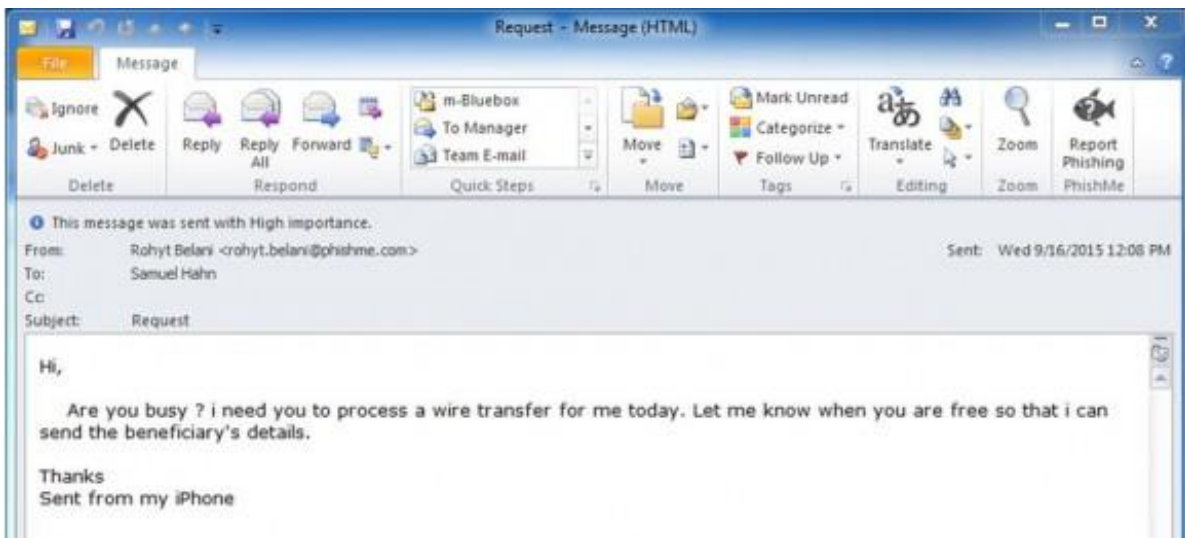 Request - Message (HTML)
File Message
Ignore
Junk
Delete
Reply
Reply All
Forward
m-Bluebox
To Manager
Team E-mail
Move
Mark Unread
Categorize
Follow Up
Translate
Zoom
Report Phishing
Delete Respond Quick Steps Move Tags Editing Zoom PhishMe
This message was sent with High importance.
From: Rohyt Belani <rohyt.belani@phishme.com> Sent: Wed 9/16/2015 12:08 PM
To: Samuel Hahn
Cc:
Subject: Request
Hi,
Are you busy ? i need you to process a wire transfer for me today. Let me know when you are free so that i can
send the beneficiary's details.
Thanks
Sent from my iPhone